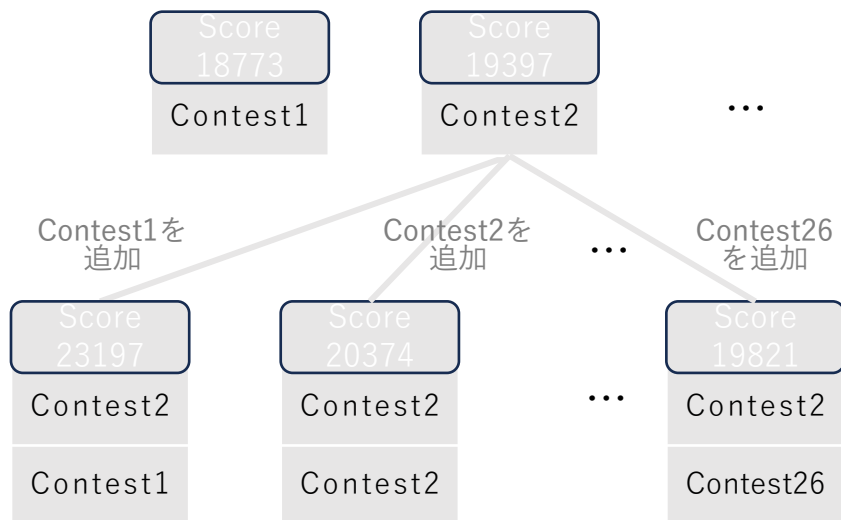 Score
18773
Contest1
Score
19397
Contest2
…
Contest1を
追加
Contest2を
追加
…
Contest26
を追加
Score
23197
Contest2
Contest1
Score
20374
Contest2
Contest2
…
Score
19821
Contest2
Contest26